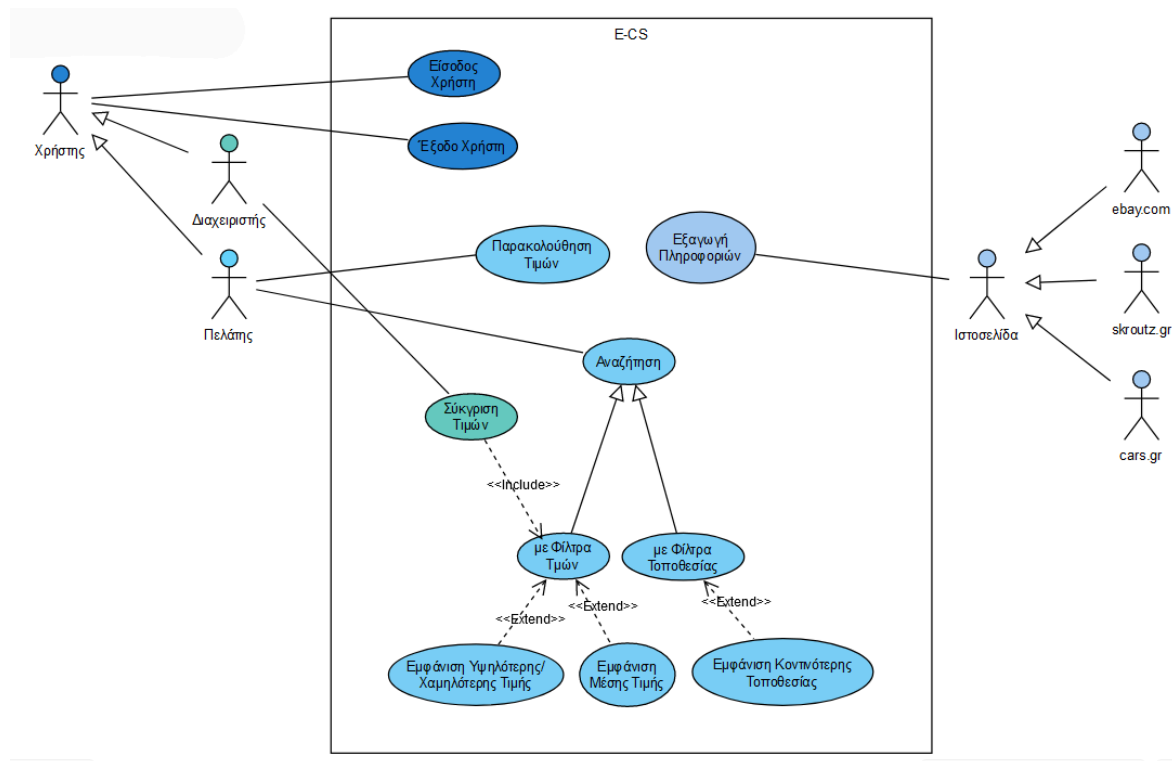 E-CS
Είσοδος
Χρήστη
Χρήστης
Έξοδο Χρήστη
Διαχειριστής
ebay.com
Παρακολούθηση
Τιμών
Εξαγωγή
Πληροφοριών
Πελάτης
Ιστοσελίδα
skroutz.gr
Αναζήτηση
Σύκγριση
Τιμών
cars.gr
<<Include>>
με Φίλτρα
Τμών
με Φίλτρα
Τοποθεσίας
<<Extend>>
<<Extend>>
<<Extend>>
Εμφάνιση Υψηλότερης/
Χαμηλότερης Τιμής
Εμφάνιση
Μέσης Τιμής
Εμφάνιση Κοντινότερης
Τοποθεσίας